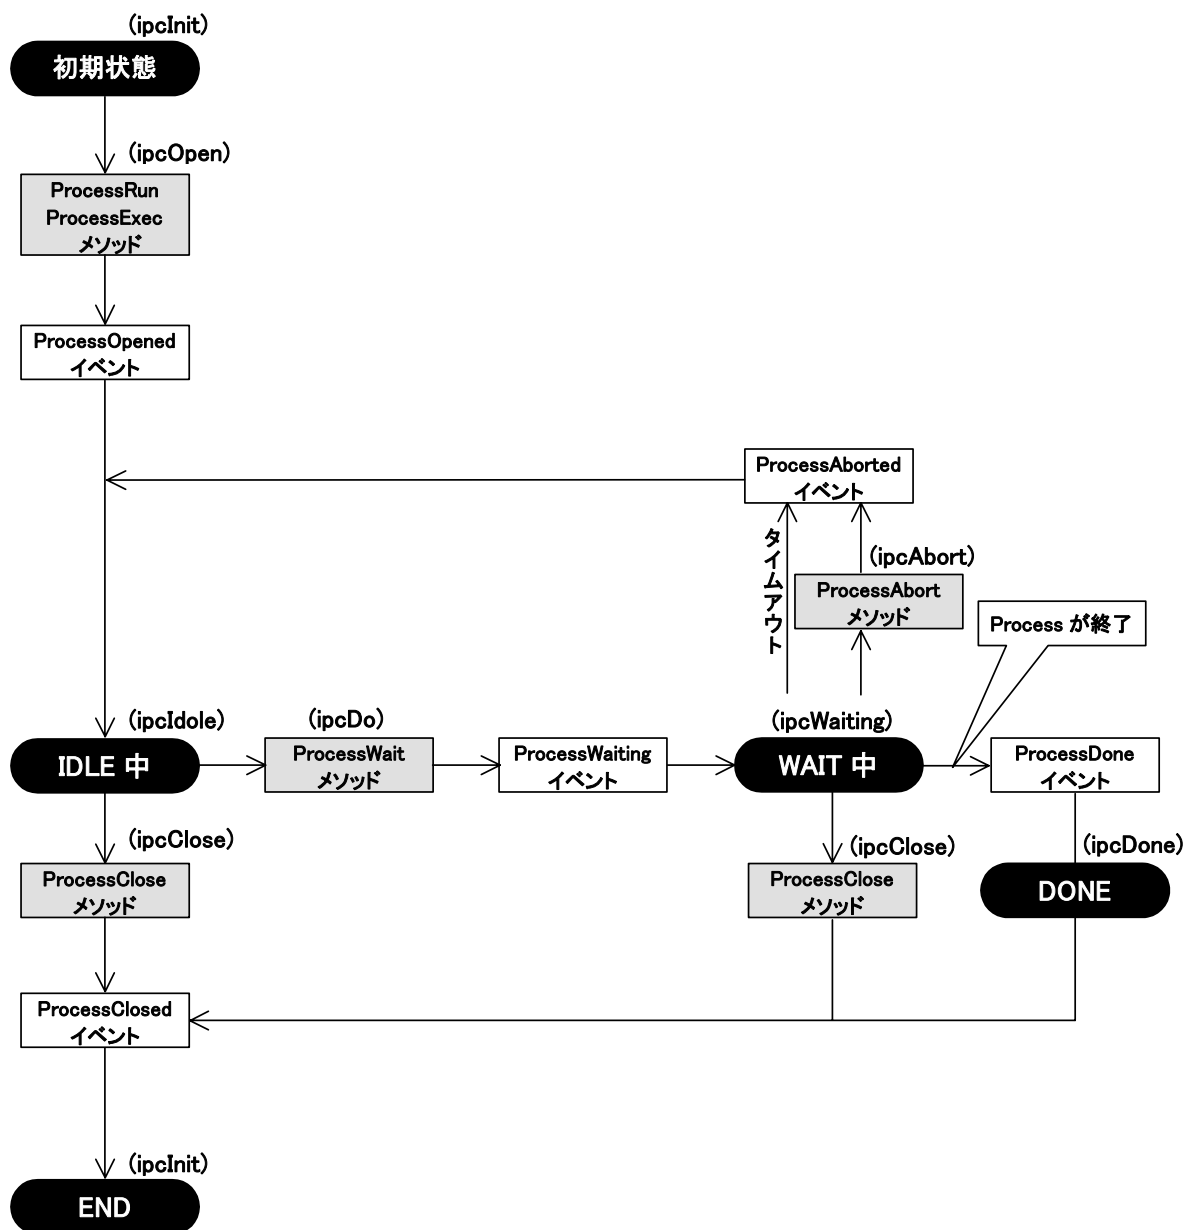 (ipcInit)
初期状態
(ipcOpen)
ProcessRun
ProcessExec
メソッド
ProcessOpened
イベント
ProcessAborted
イベント
タイムアウト
(ipcAbort)
ProcessAbort
メソッド
Process が終了
(ipcIdole)
IDLE 中
(ipcDo)
ProcessWait
メソッド
ProcessWaiting
イベント
(ipcWaiting)
WAIT 中
ProcessDone
イベント
(ipcClose)
ProcessClose
メソッド
(ipcClose)
ProcessClose
メソッド
(ipcDone)
DONE
ProcessClosed
イベント
(ipcInit)
END